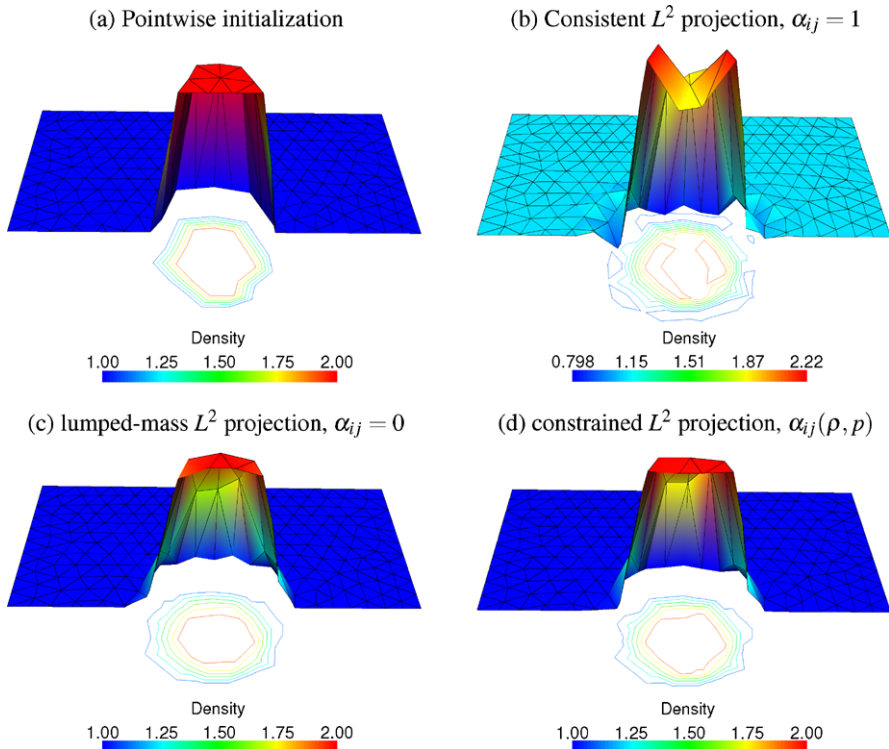 (a) Pointwise initialization
(b) Consistent L² projection, αᵢⱼ = 1
Density
1.00 1.25 1.50 1.75 2.00
Density
0.798 1.15 1.51 1.87 2.22
(c) lumped-mass L² projection, αᵢⱼ = 0
(d) constrained L² projection, αᵢⱼ(ρ, p)
Density
1.00 1.25 1.50 1.75 2.00
Density
1.00 1.25 1.50 1.75 2.00